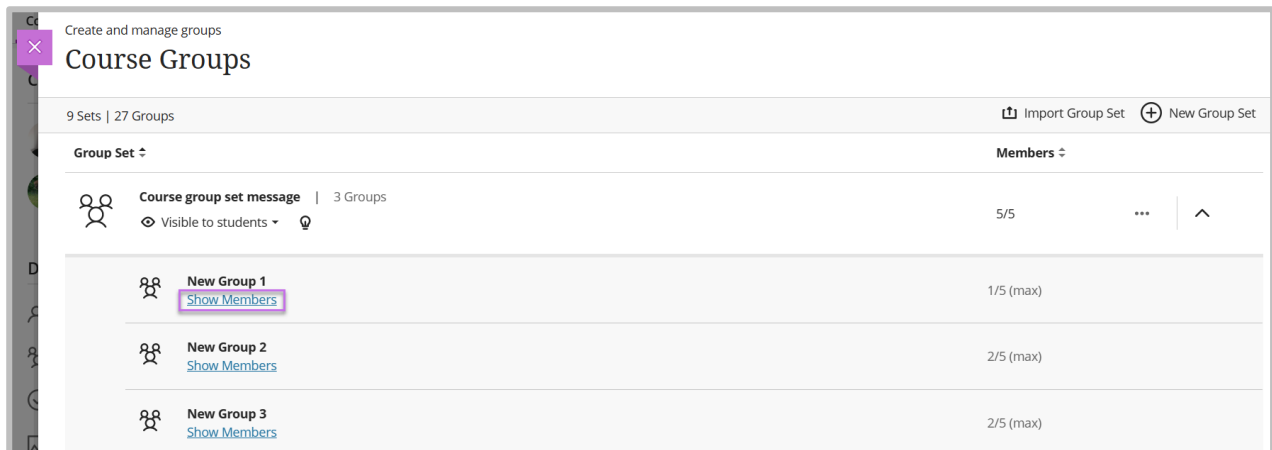 Create and manage groups
Course Groups
9 Sets | 27 Groups
Import Group Set
New Group Set
Group Set
Members
Course group set message | 3 Groups
Visible to students
5/5
New Group 1
Show Members
1/5 (max)
New Group 2
Show Members
2/5 (max)
New Group 3
Show Members
2/5 (max)